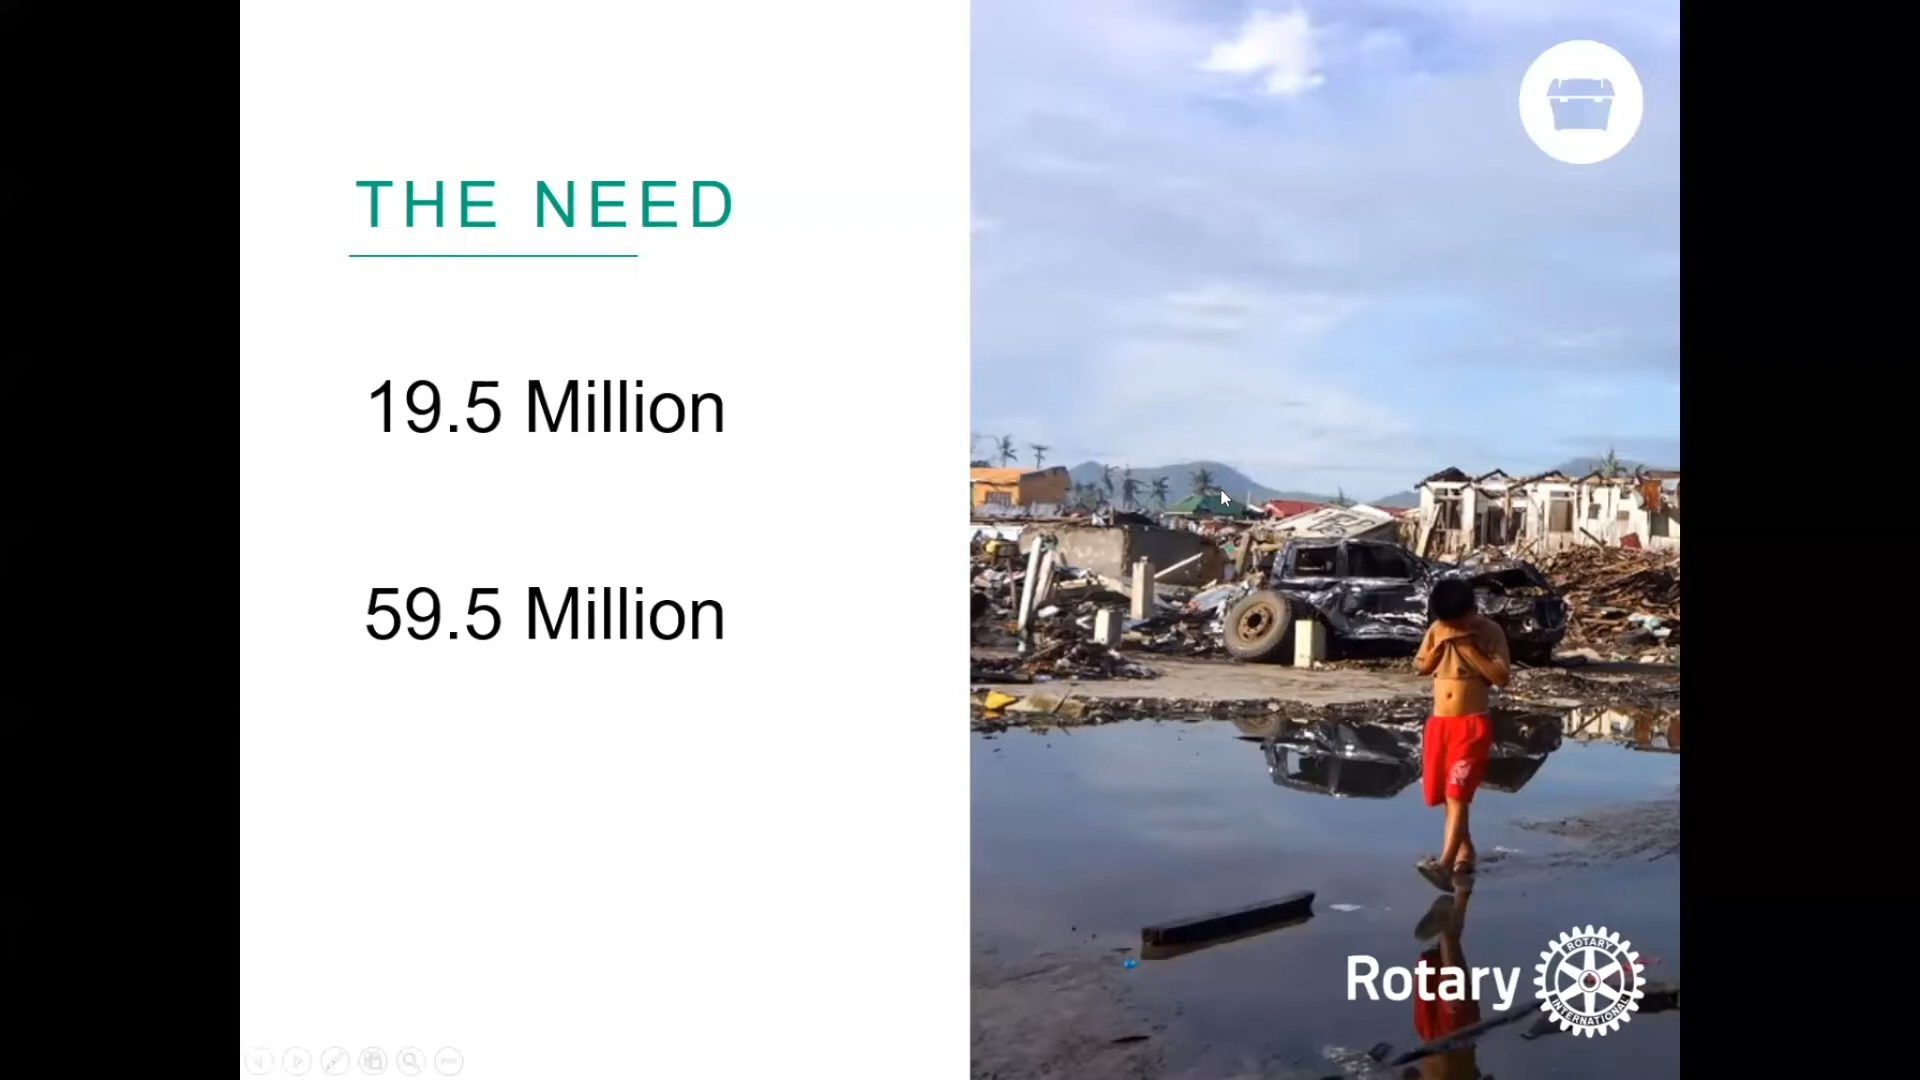 THE NEED
19.5 Million
59.5 Million
Rotary
ROTARY
INTERNATIONAL